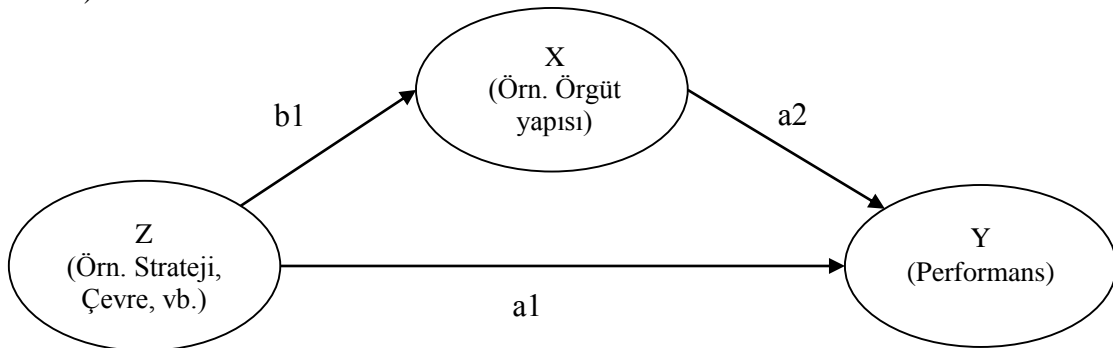 X
(Örn. Örgüt
yapısı)
b1
a2
Z
(Örn. Strateji,
Çevre, vb.)
Y
(Performans)
a1